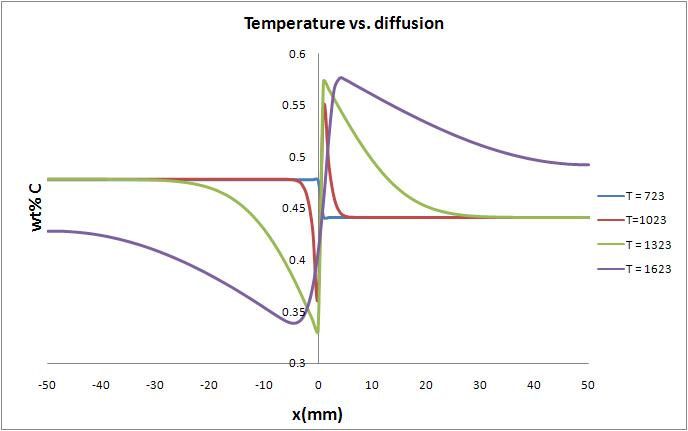 Temperature vs. diffusion
0.6
0.55
0.5
0.45
0.4
0.35
0.3
wt% C
-50 -40 -30 -20 -10 0 10 20 30 40 50
x(mm)
T = 723
T=1023
T = 1323
T = 1623